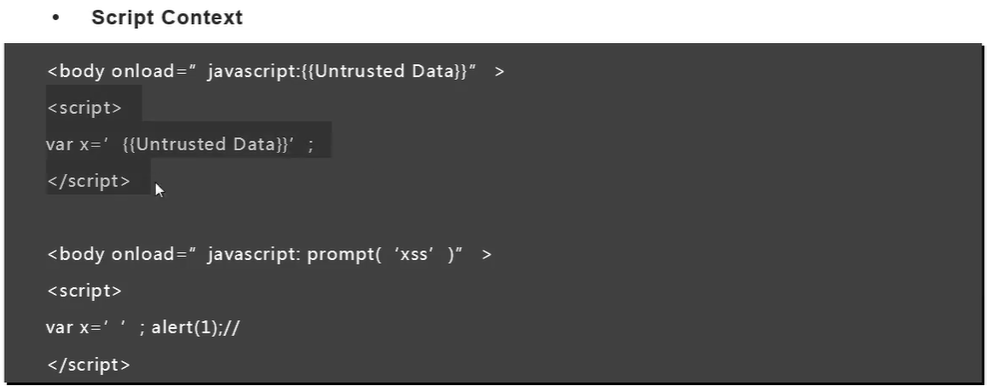 • Script Context
<body onload=” javascript:{{Untrusted Data}}” >
<script>
var x=’ {{Untrusted Data}}’ ;
</script>
<body onload=” javascript: prompt( ‘xss’ )” >
<script>
var x=’ ’ ; alert(1);//
</script>